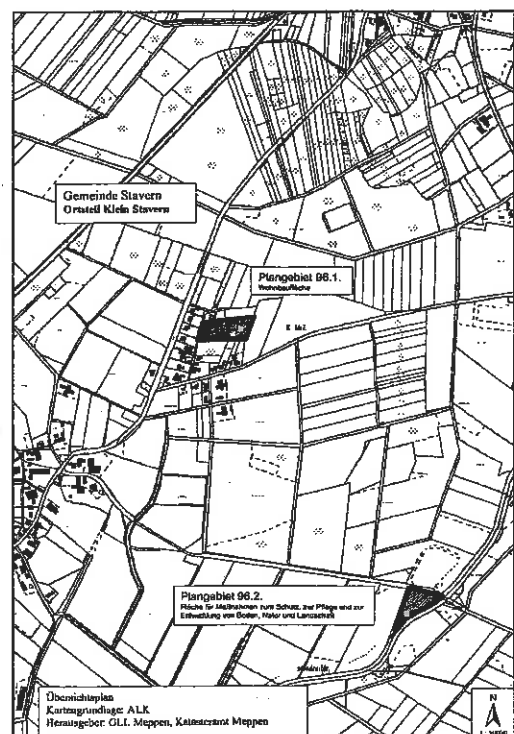 Gemeinde Stavern
Ortsteil Klein Stavern
Plangebiet 96.1.
Wohnbaufläche
Plangebiet 96.2.
Fläche für Maßnahmen zum Schutz, zur Pflege und zur
Entwicklung von Boden, Natur und Landschaft
Übersichtsplan
Kartengrundlage: ALK
Herausgeber: GLL Meppen, Katasteramt Meppen
N